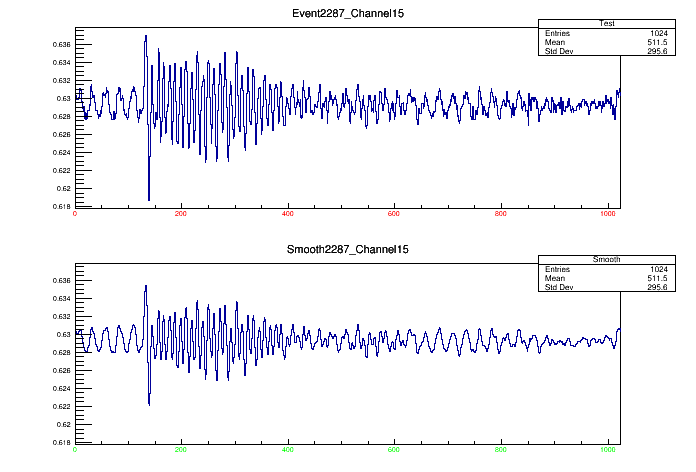 Event2287_Channel15
Test
Entries 1024
Mean 511.5
Std Dev 295.6
0.636
0.634
0.632
0.63
0.628
0.626
0.624
0.622
0.62
0.618
0 200 400 600 800 1000
Smooth2287_Channel15
Smooth
Entries 1024
Mean 511.5
Std Dev 295.6
0.636
0.634
0.632
0.63
0.628
0.626
0.624
0.622
0.62
0.618
0 200 400 600 800 1000